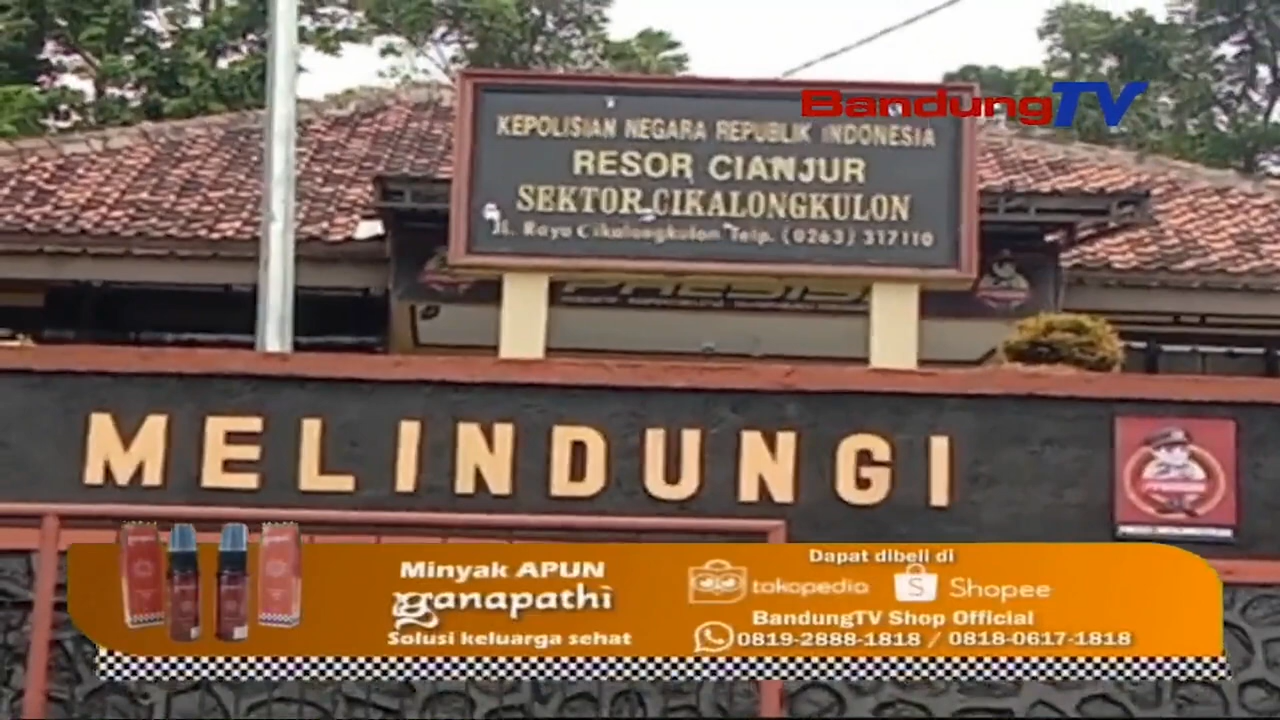 BandungTV
KEPOLISIAN NEGARA REPUBLIK INDONESIA
RESOR CIANJUR
SEKTOR CIKALONGKULON
Jl. Raya Cikalongkulon Telp. (0263) 317110
MELINDUNGI
Minyak APUN
ganapathi
Solusi keluarga sehat
Dapat dibeli di
tokopedia
Shopee
BandungTV Shop Official
0819-2888-1818 / 0818-0617-1818